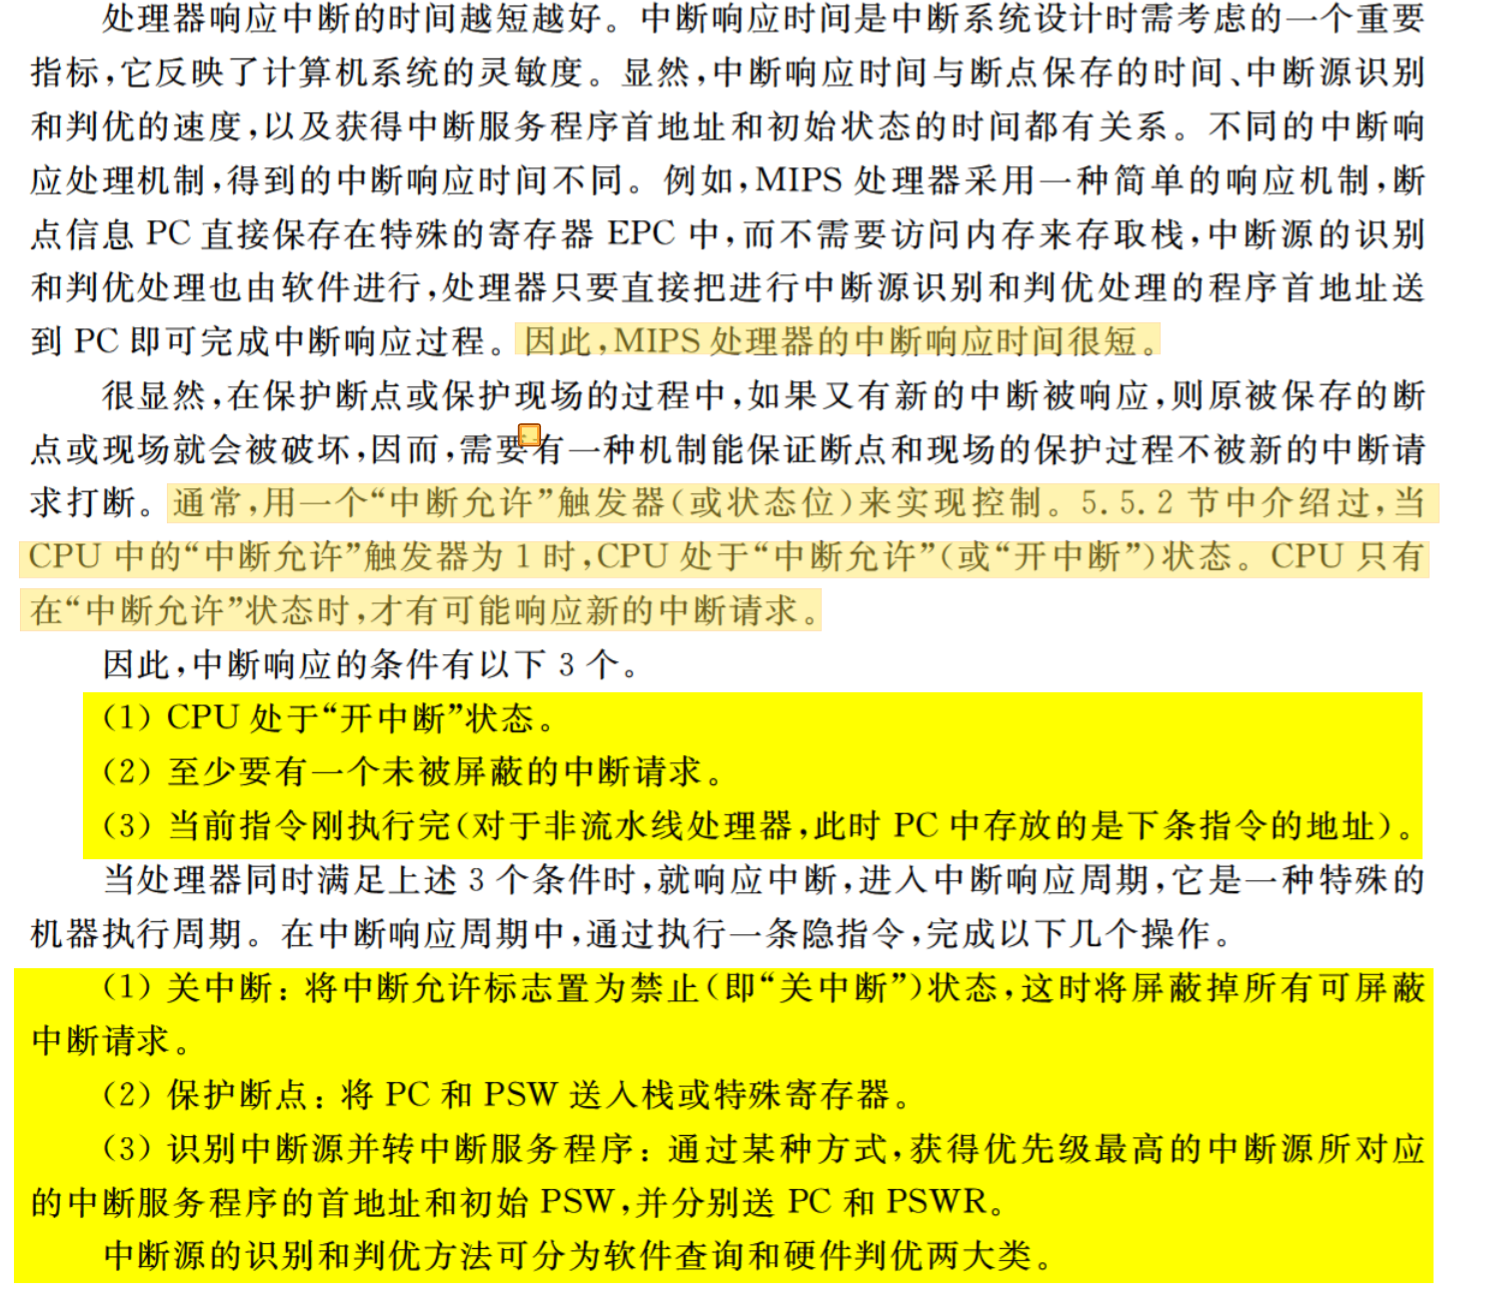 处理器响应中断的时间越短越好。中断响应时间是中断系统设计时需考虑的一个重要
指标,它反映了计算机系统的灵敏度。显然,中断响应时间与断点保存的时间、中断源识别
和判优的速度,以及获得中断服务程序首地址和初始状态的时间都有关系。不同的中断响
应处理机制,得到的中断响应时间不同。例如,MIPS 处理器采用一种简单的响应机制,断
点信息 PC 直接保存在特殊的寄存器 EPC 中,而不需要访问内存来存取栈,中断源的识别
和判优处理也由软件进行,处理器只要直接把进行中断源识别和判优处理的程序首地址送
到 PC 即可完成中断响应过程。因此,MIPS 处理器的中断响应时间很短。
很显然,在保护断点或保护现场的过程中,如果又有新的中断被响应,则原被保存的断
点或现场就会被破坏,因而,需要有一种机制能保证断点和现场的保护过程不被新的中断请
求打断。通常,用一个“中断允许”触发器(或状态位)来实现控制。5.5.2 节中介绍过,当
CPU 中的“中断允许”触发器为 1 时,CPU 处于“中断允许”(或“开中断”)状态。CPU 只有
在“中断允许”状态时,才有可能响应新的中断请求。
因此,中断响应的条件有以下 3 个。
(1) CPU 处于“开中断”状态。
(2) 至少要有一个未被屏蔽的中断请求。
(3) 当前指令刚执行完(对于非流水线处理器,此时 PC 中存放的是下条指令的地址)。
当处理器同时满足上述 3 个条件时,就响应中断,进入中断响应周期,它是一种特殊的
机器执行周期。在中断响应周期中,通过执行一条隐指令,完成以下几个操作。
(1) 关中断: 将中断允许标志置为禁止(即“关中断”)状态,这时将屏蔽掉所有可屏蔽
中断请求。
(2) 保护断点: 将 PC 和 PSW 送入栈或特殊寄存器。
(3) 识别中断源并转中断服务程序: 通过某种方式,获得优先级最高的中断源所对应
的中断服务程序的首地址和初始 PSW,并分别送 PC 和 PSWR。
中断源的识别和判优方法可分为软件查询和硬件判优两大类。